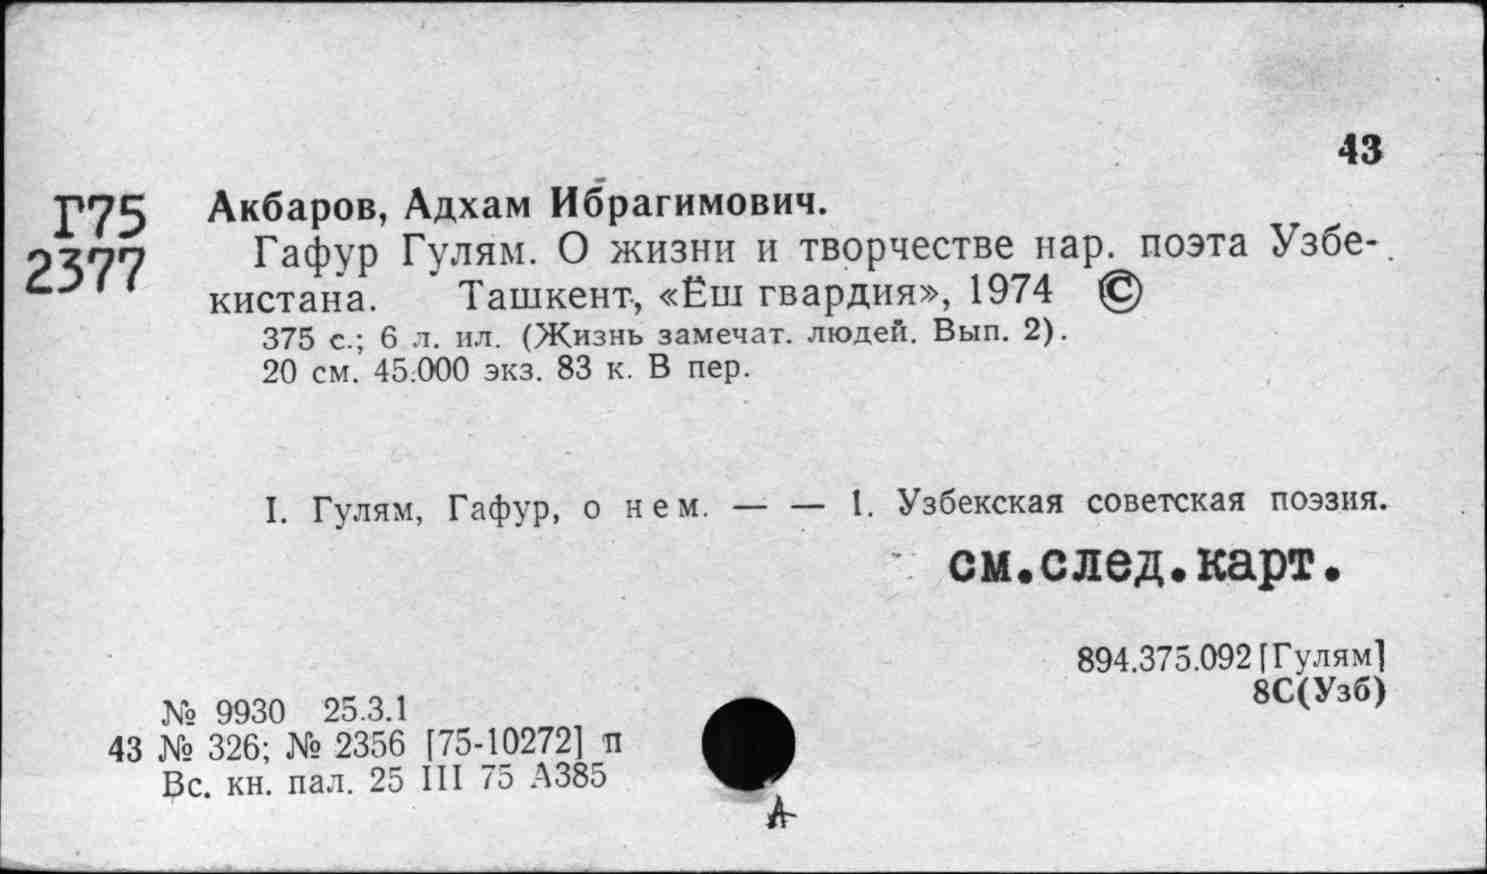 43
Г75 Акбаров, Адхам Ибрагимович.
2377 Гафур Гулям. О жизни и творчестве нар. поэта Узбе-
кистана. Ташкент, «Ёш гвардия», 1974 ©
375 с.; 6 л. ил. (Жизнь замечат. людей. Вып. 2).
20 см. 45.000 экз. 83 к. В пер.
I. Гулям, Гафур, о нем. — — 1. Узбекская советская поэзия.
см.след.карт.
894.375.092[Гулям]
8С(Узб)
№ 9930 25.3.1
43 № 326; № 2356 [75-10272] п
Вс. кн. пал. 25 III 75 А385
А